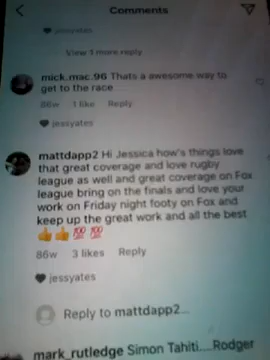 Comments
jessyates
View 1 more reply
mick.mac.96 Thats a awesome way to
get to the race
86w 1 like Reply
jessyates
mattdapp2 Hi Jessica how's things love
that great coverage and love rugby
league as well and great coverage on Fox
league bring on the finals and love your
work on Friday night footy on Fox and
keep up the great work and all the best
👍👍💯💯
86w 3 likes Reply
jessyates
Reply to mattdapp2...
mark_rutledge Simon Tahiti....Rodger